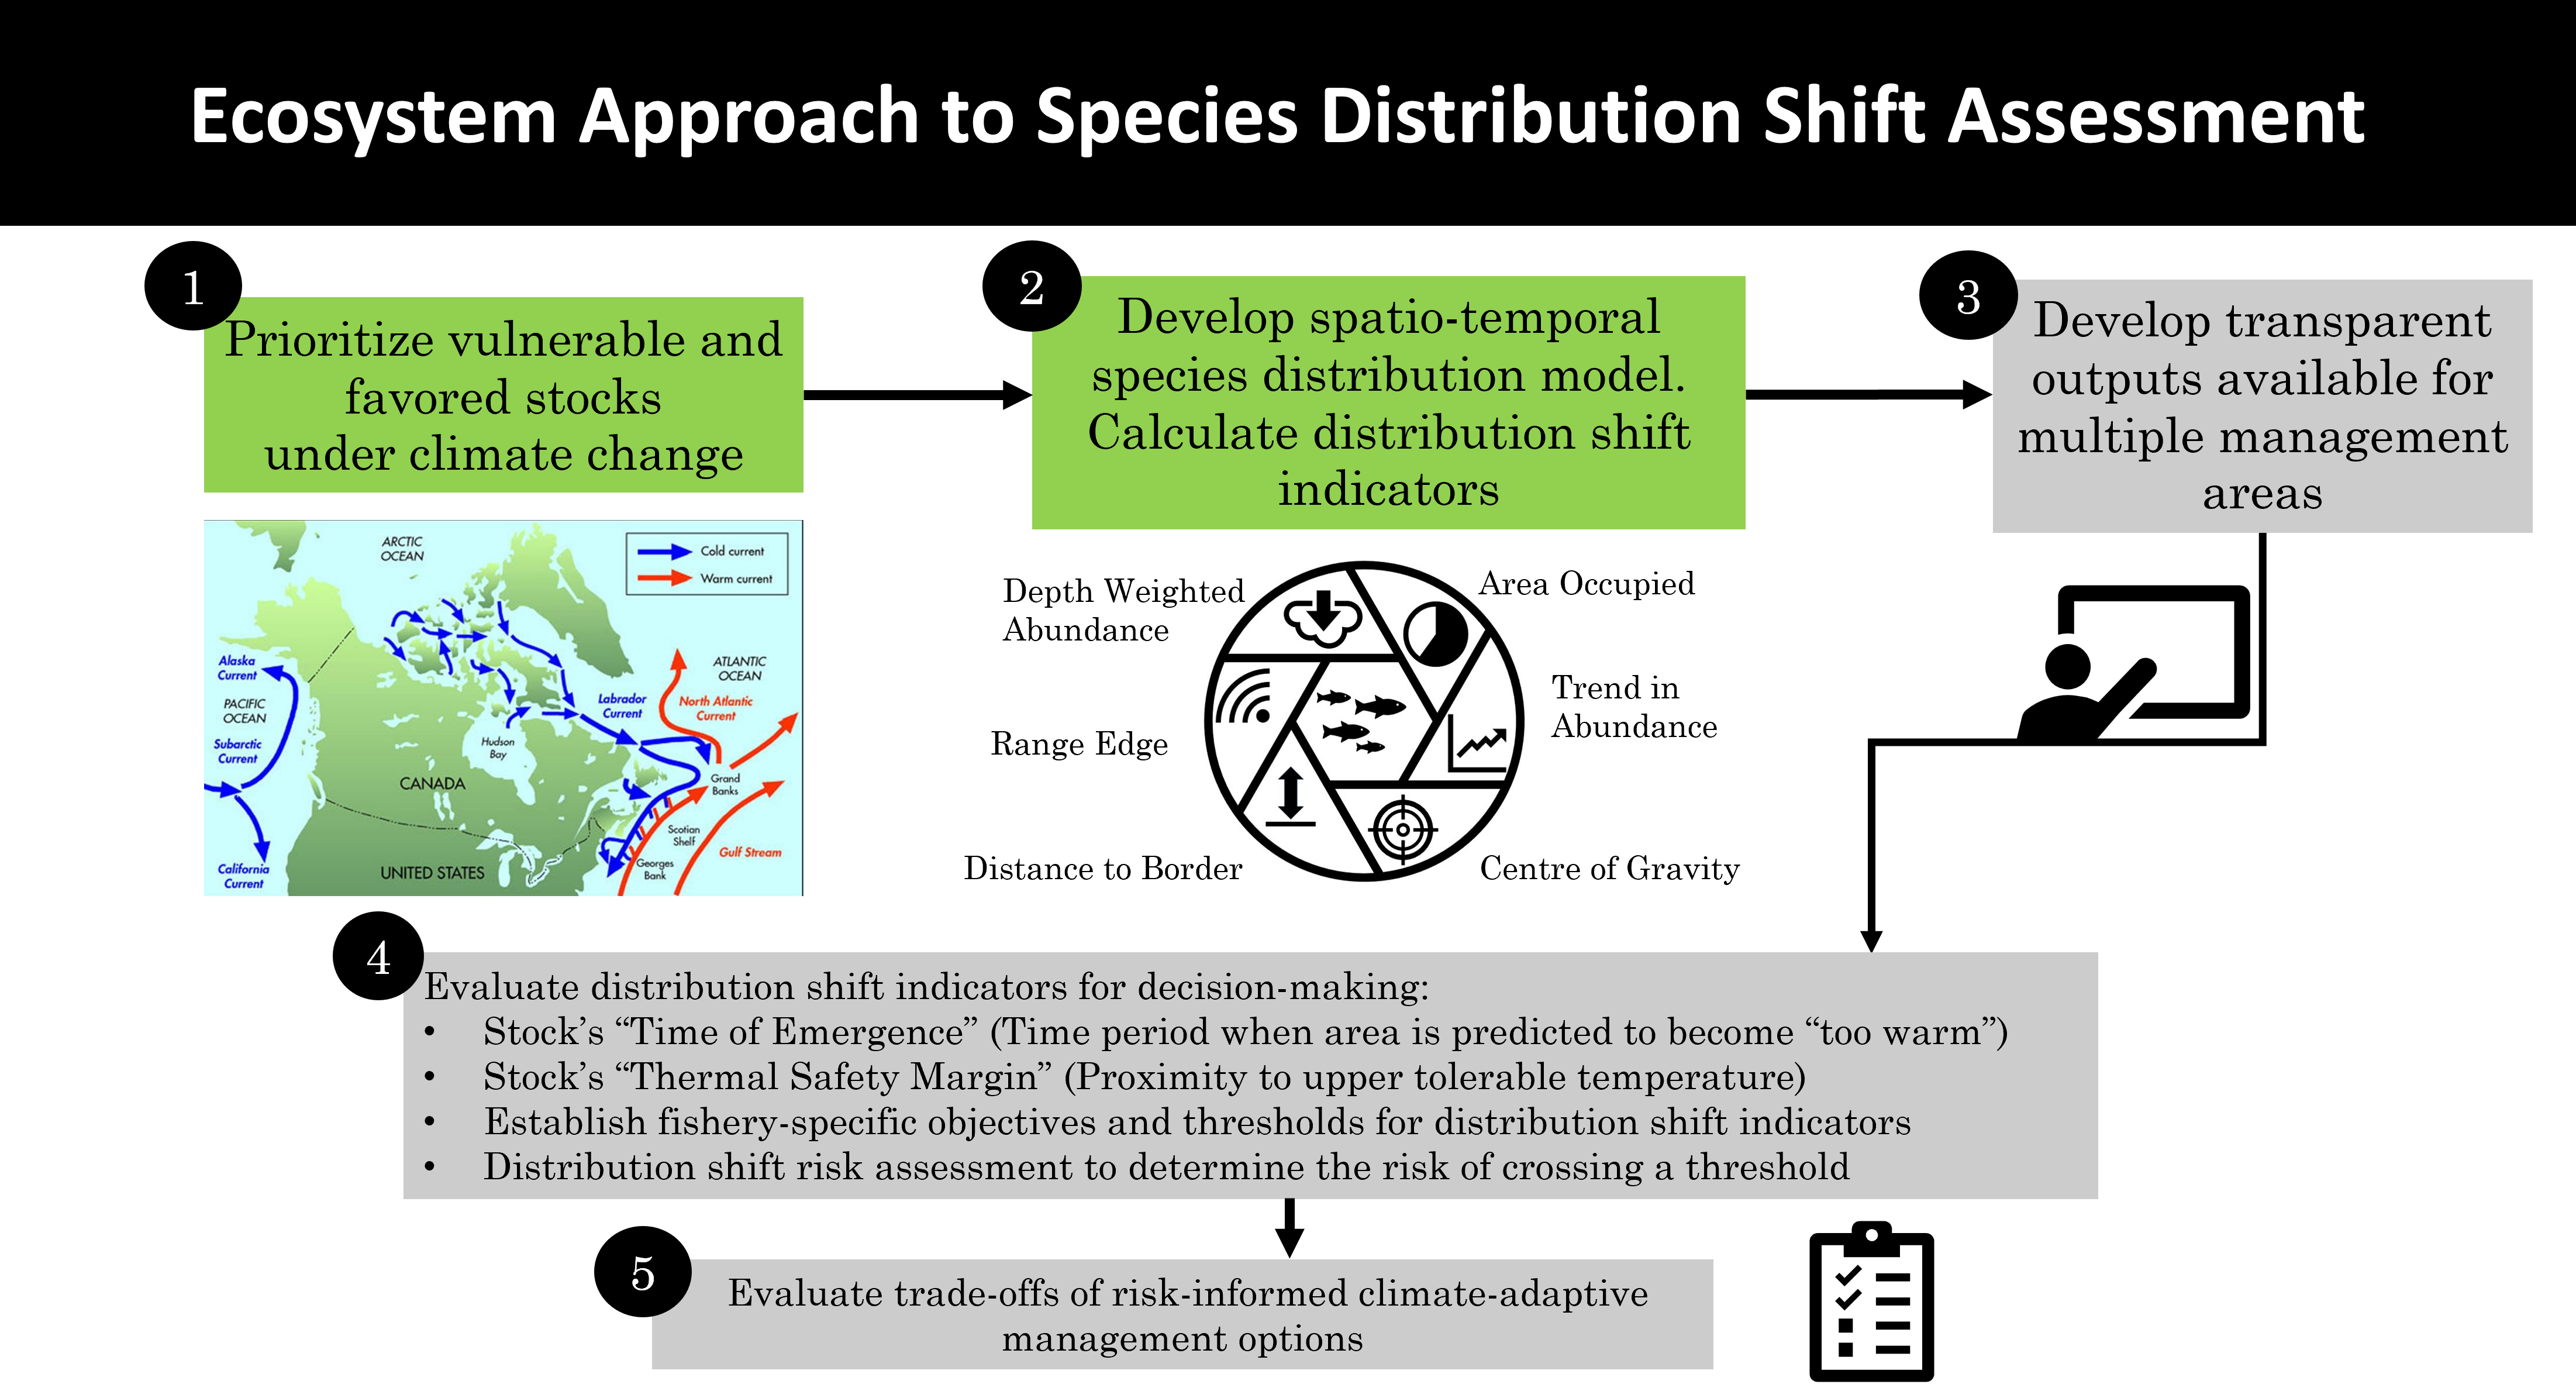 Ecosystem Approach to Species Distribution Shift Assessment
1
Prioritize vulnerable and
favored stocks
under climate change
2
Develop spatio-temporal
species distribution model.
Calculate distribution shift
indicators
3
Develop transparent
outputs available for
multiple management
areas
ARCTIC
OCEAN
Cold current
Warm current
Alaska
Current
PACIFIC
OCEAN
Subarctic
Current
California
Current
Hudson
Bay
CANADA
UNITED STATES
Labrador
Current
North Atlantic
Current
ATLANTIC
OCEAN
Grand
Banks
Scotian
Shelf
Georges
Bank
Gulf Stream
Depth Weighted
Abundance
Area Occupied
Range Edge
Trend in
Abundance
Distance to Border
Centre of Gravity
4
Evaluate distribution shift indicators for decision-making:
• Stock’s “Time of Emergence” (Time period when area is predicted to become “too warm”)
• Stock’s “Thermal Safety Margin” (Proximity to upper tolerable temperature)
• Establish fishery-specific objectives and thresholds for distribution shift indicators
• Distribution shift risk assessment to determine the risk of crossing a threshold
5
Evaluate trade-offs of risk-informed climate-adaptive
management options